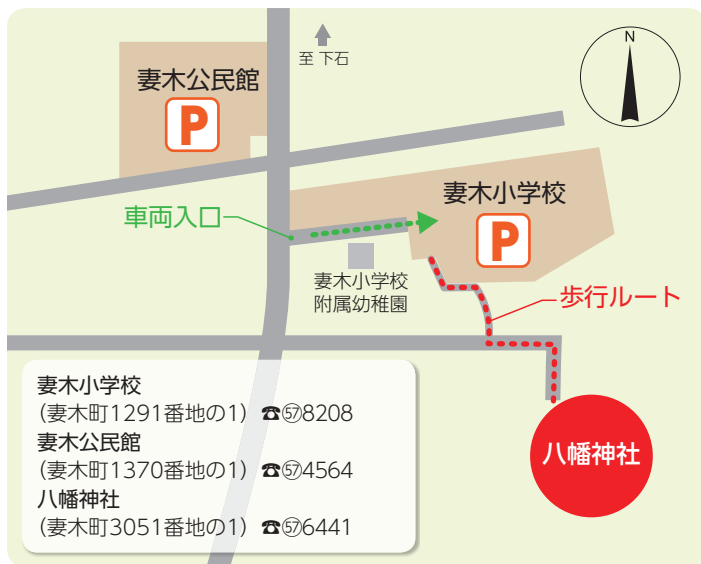 至 下石
N
妻木公民館
P
妻木小学校
P
車両入口
妻木小学校
附属幼稚園
歩行ルート
八幡神社
妻木小学校
(妻木町1291番地の1) ☎㊼8208
妻木公民館
(妻木町1370番地の1) ☎㊼4564
八幡神社
(妻木町3051番地の1) ☎㊼6441